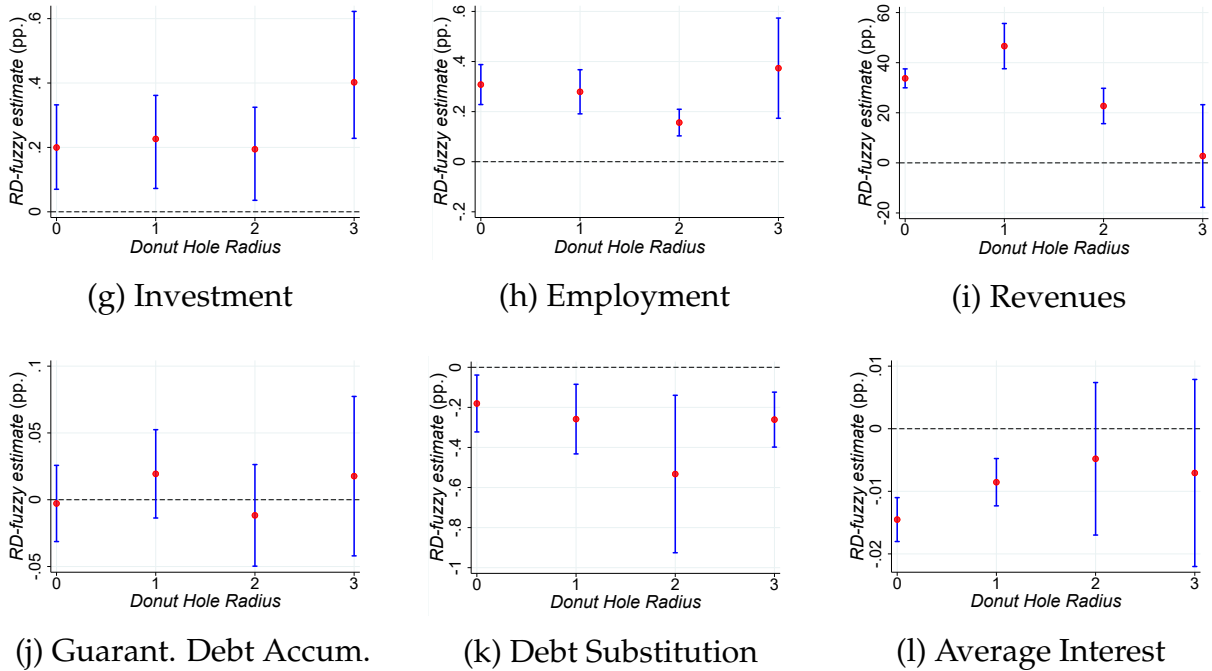 RD-fuzzy estimate (pp.)
.6
.4
.2
0
0 1 2 3
Donut Hole Radius
(g) Investment
RD-fuzzy estimate (pp.)
.6
.4
.2
0
-.2
0 1 2 3
Donut Hole Radius
(h) Employment
RD-fuzzy estimate (pp.)
60
40
20
0
-20
0 1 2 3
Donut Hole Radius
(i) Revenues
RD-fuzzy estimate (pp.)
.1
.05
0
-.05
0 1 2 3
Donut Hole Radius
(j) Guarant. Debt Accum.
RD-fuzzy estimate (pp.)
0
-.2
-.4
-.6
-.8
-1
0 1 2 3
Donut Hole Radius
(k) Debt Substitution
RD-fuzzy estimate (pp.)
.01
0
-.01
-.02
0 1 2 3
Donut Hole Radius
(l) Average Interest